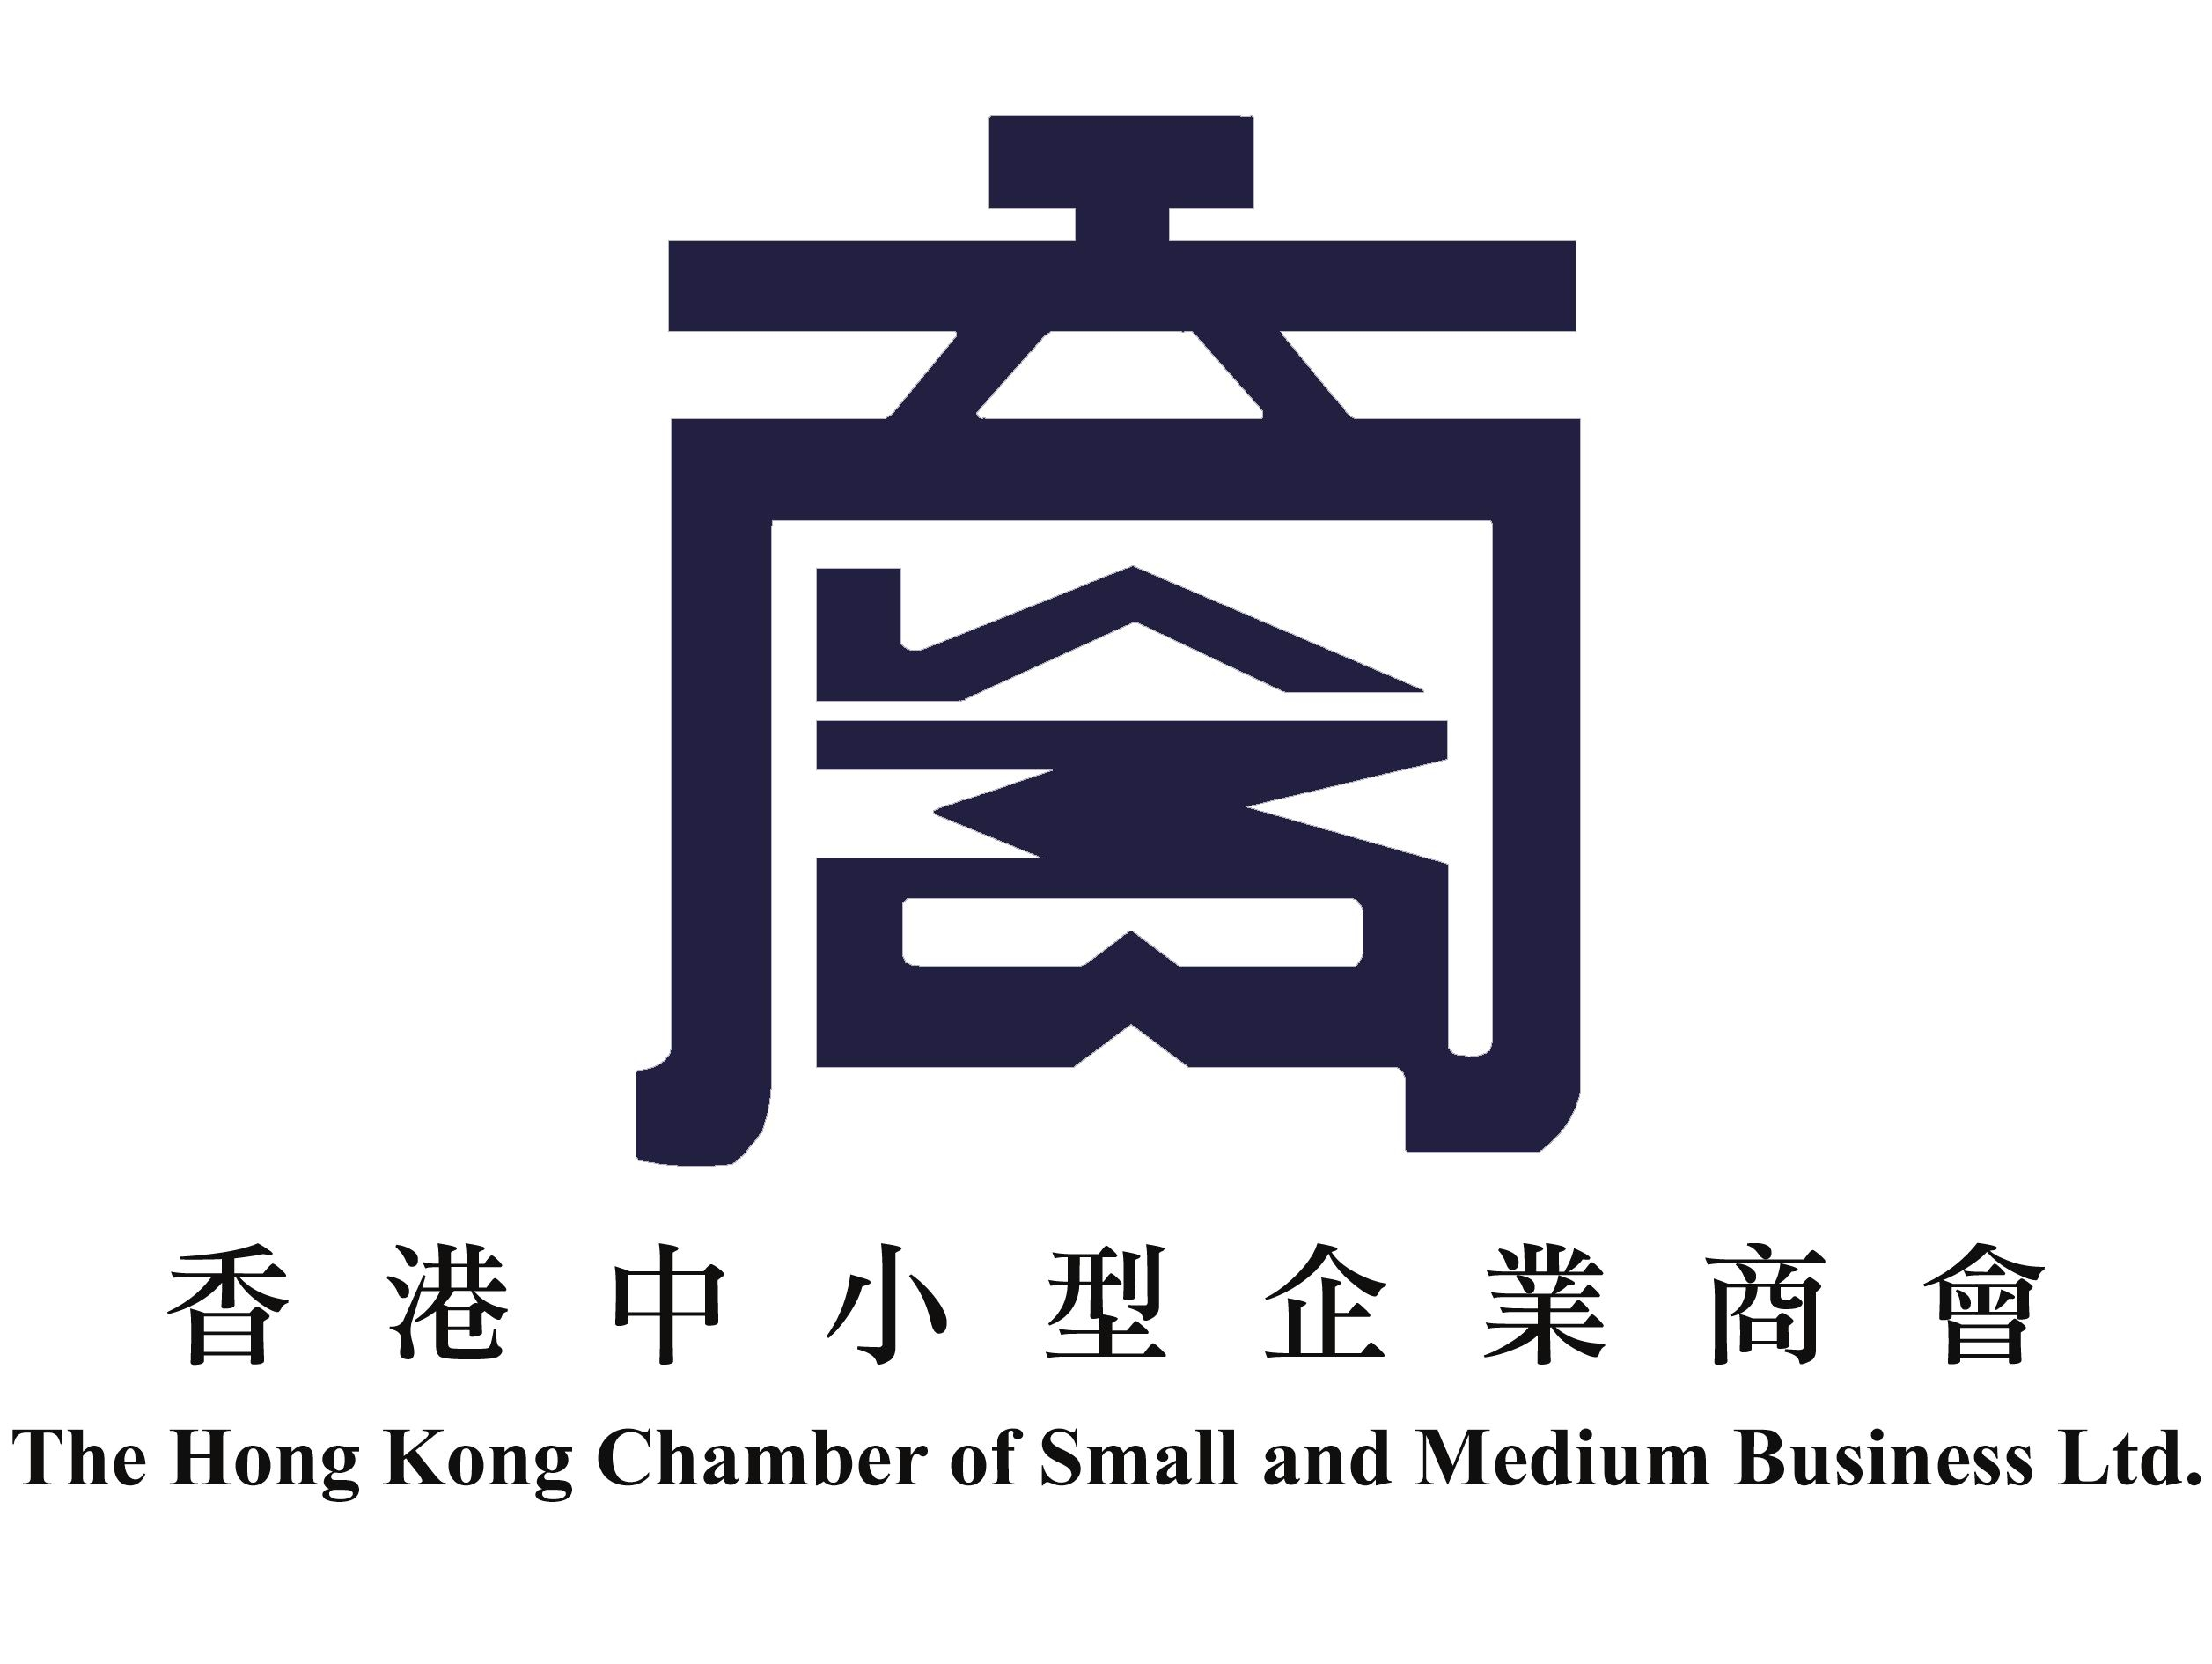 商
香港中小型企業商會
The Hong Kong Chamber of Small and Medium Business Ltd.